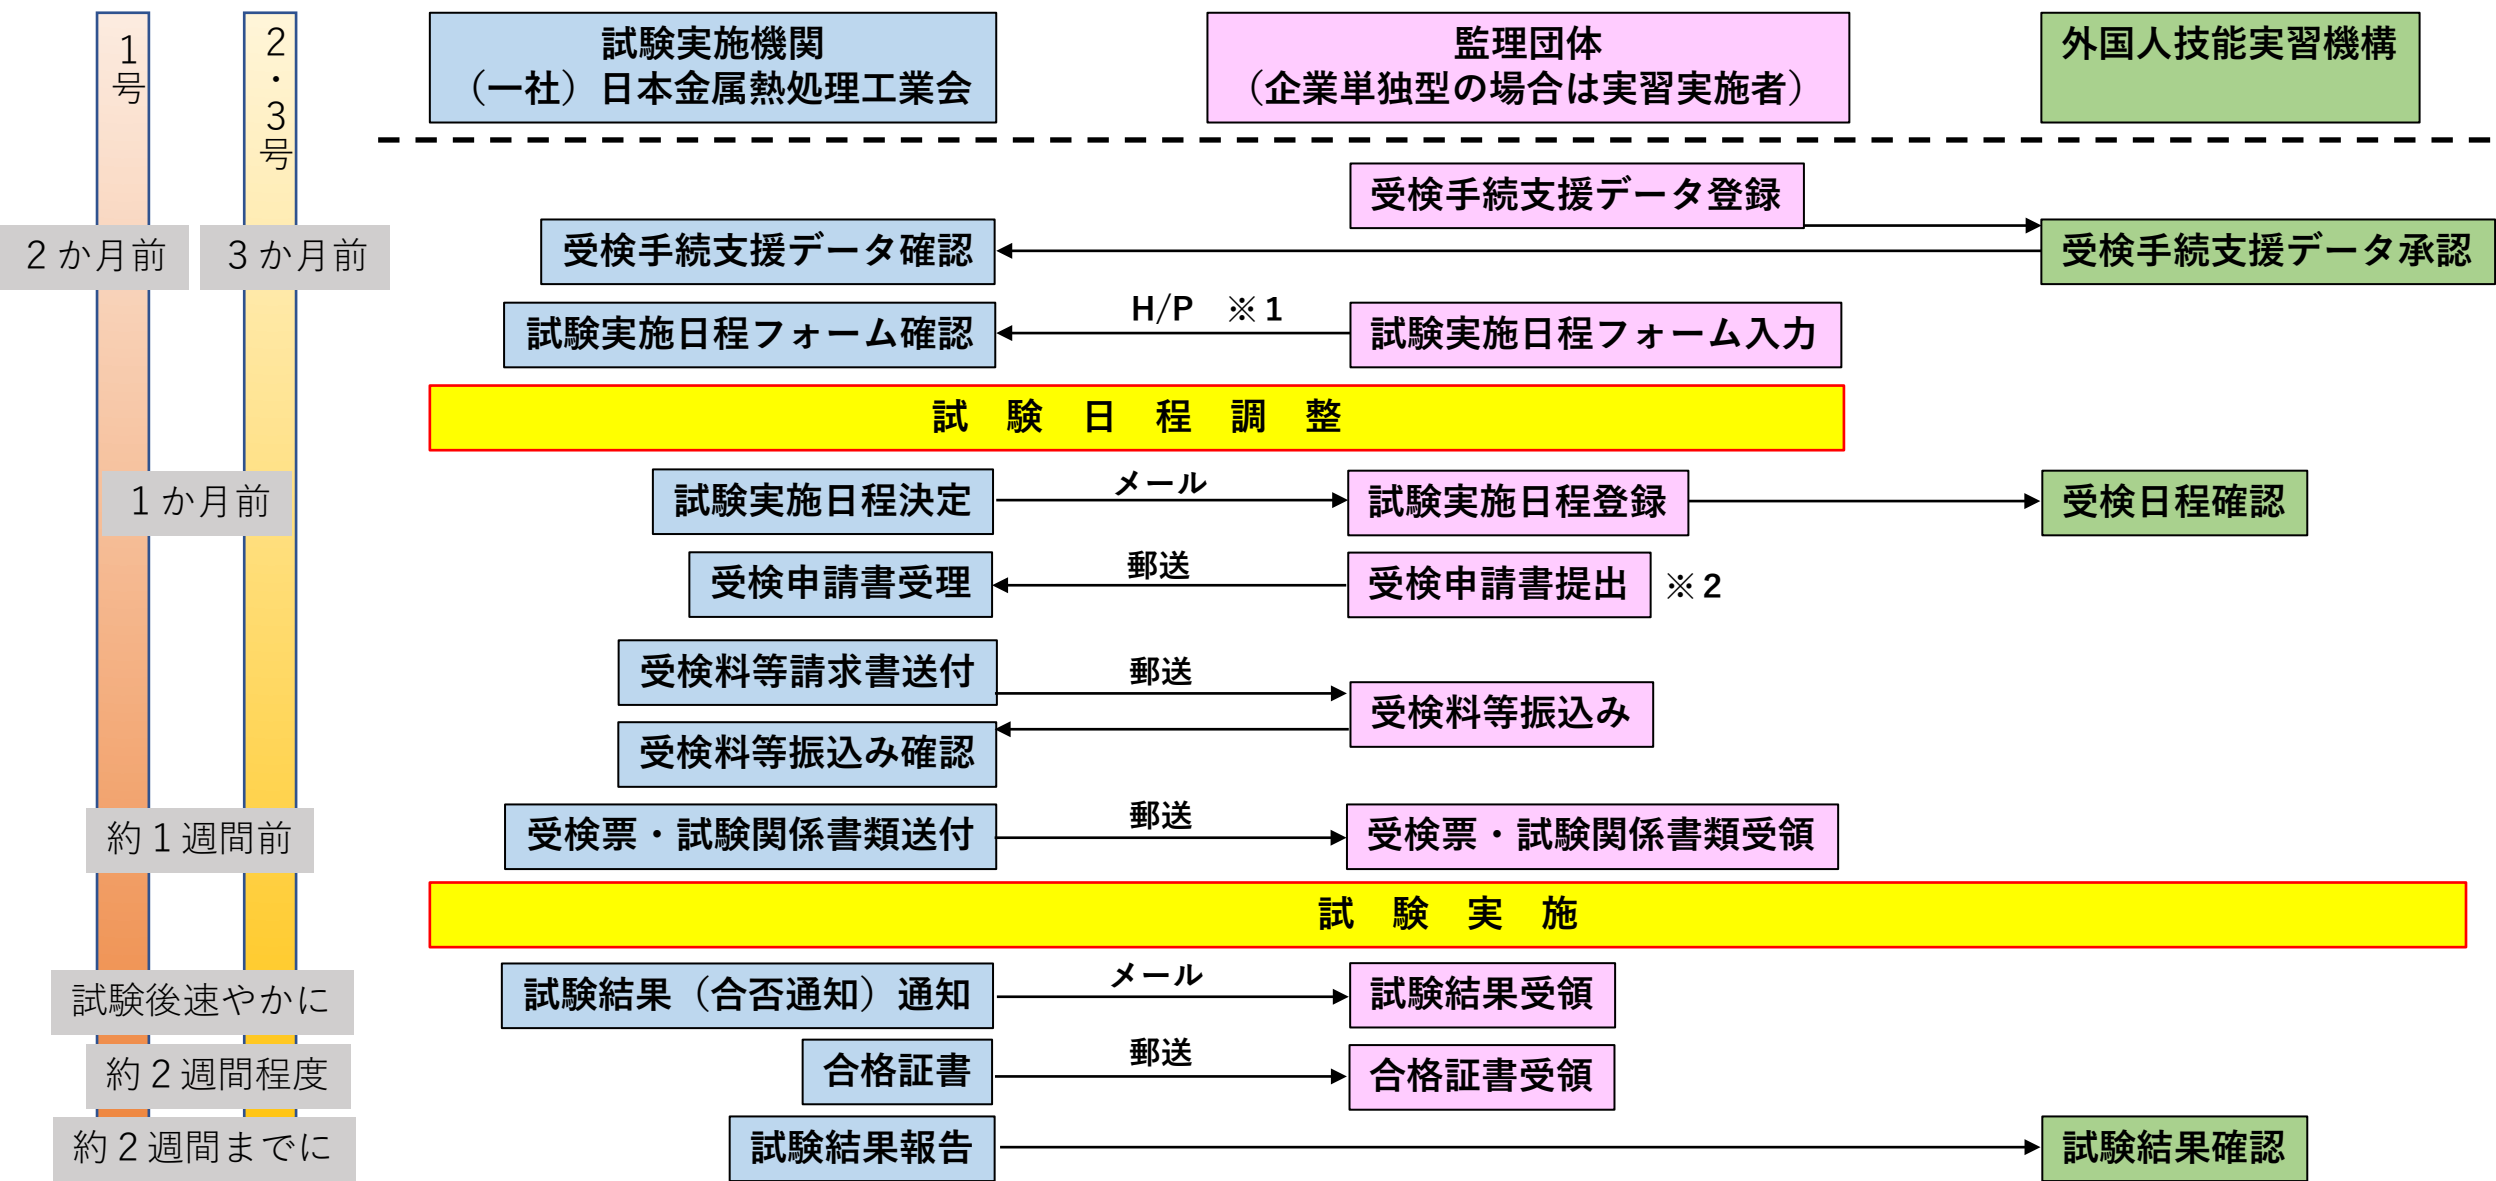 1号
2・3号
試験実施機関
（一社）日本金属熱処理工業会
監理団体
（企業単独型の場合は実習実施者）
外国人技能実習機構
受検手続支援データ登録
2か月前
3か月前
受検手続支援データ確認
受検手続支援データ承認
試験実施日程フォーム確認
H/P　※1
試験実施日程フォーム入力
試　験　日　程　調　整
1か月前
試験実施日程決定
メール
試験実施日程登録
受検日程確認
受検申請書受理
郵送
受検申請書提出
※2
受検料等請求書送付
郵送
受検料等振込み
受検料等振込み確認
約1週間前
受検票・試験関係書類送付
郵送
受検票・試験関係書類受領
試　験　実　施
試験後速やかに
試験結果（合否通知）通知
メール
試験結果受領
約2週間程度
合格証書
郵送
合格証書受領
約2週間までに
試験結果報告
試験結果確認